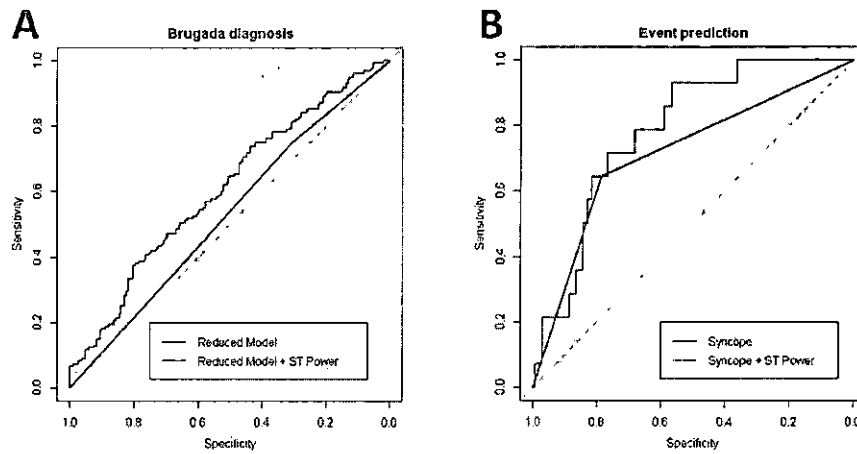 A
Brugada diagnosis
Sensitivity
0.0
0.2
0.4
0.6
0.8
1.0
Reduced Model
Reduced Model + ST Power
1.0
0.8
0.6
0.4
0.2
0.0
Specificity
B
Event prediction
Sensitivity
0.0
0.2
0.4
0.6
0.8
1.0
Syncope
Syncope + ST Power
1.0
0.8
0.6
0.4
0.2
0.0
Specificity